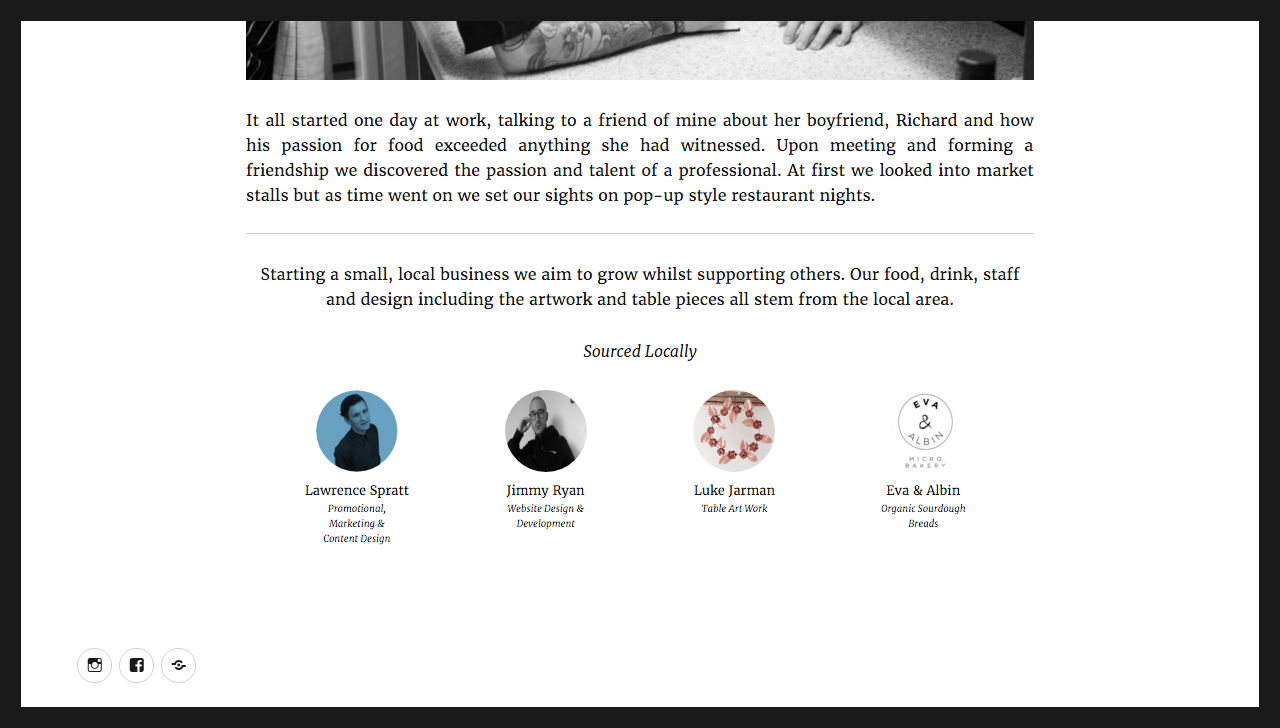 It all started one day at work, talking to a friend of mine about her boyfriend, Richard and how
his passion for food exceeded anything she had witnessed. Upon meeting and forming a
friendship we discovered the passion and talent of a professional. At first we looked into market
stalls but as time went on we set our sights on pop-up style restaurant nights.
Starting a small, local business we aim to grow whilst supporting others. Our food, drink, staff
and design including the artwork and table pieces all stem from the local area.
Sourced Locally
Lawrence Spratt
Promotional,
Marketing &
Content Design
Jimmy Ryan
Website Design &
Development
Luke Jarman
Table Art Work
EVA
&
ALBIN
MICRO
BAKERY
Eva & Albin
Organic Sourdough
Breads